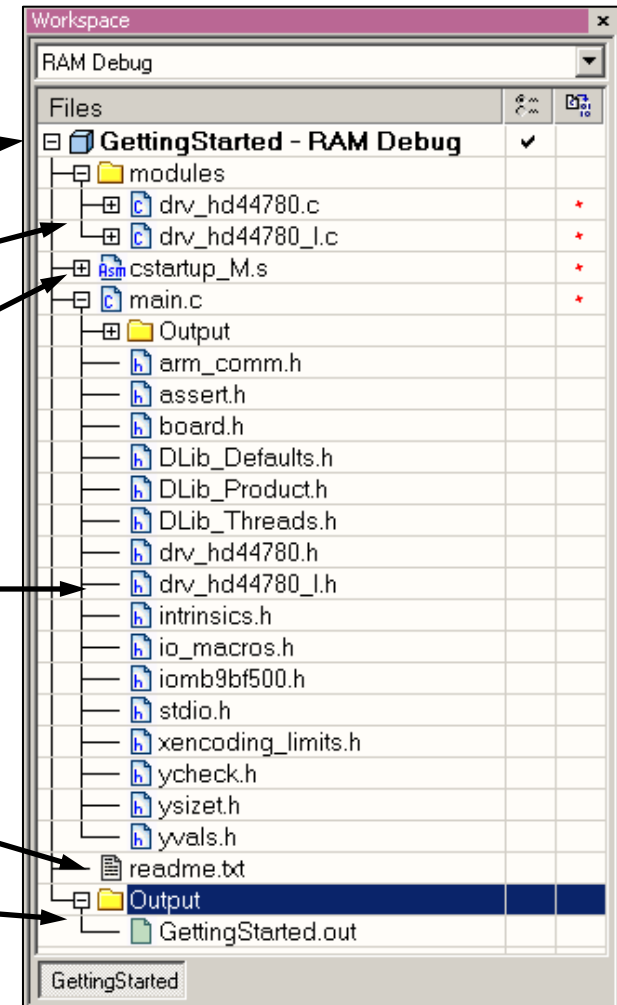 Workspace
RAM Debug
Files
GettingStarted - RAM Debug
modules
drv_hd44780.c
drv_hd44780_l.c
cstartup_M.s
main.c
Output
arm_comm.h
assert.h
board.h
DLib_Defaults.h
DLib_Product.h
DLib_Threads.h
drv_hd44780.h
drv_hd44780_l.h
intrinsics.h
io_macros.h
iomb9bf500.h
stdio.h
xencoding_limits.h
ycheck.h
ysizet.h
yvals.h
readme.txt
Output
GettingStarted.out
GettingStarted